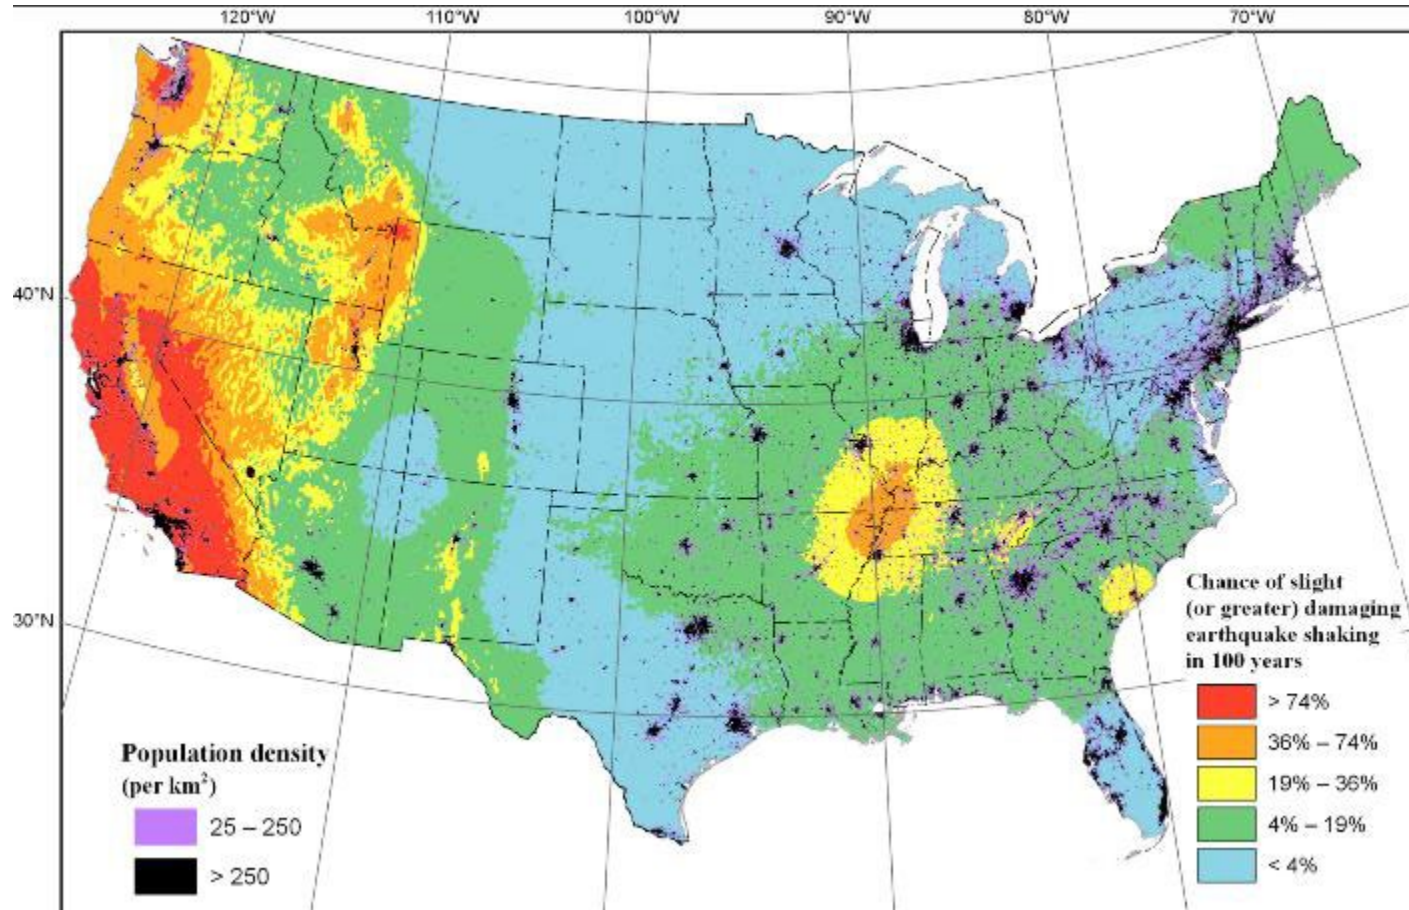 120°W 110°W 100°W 90°W 80°W 70°W
40°N
30°N
Population density
(per km²)
25 – 250
> 250
Chance of slight
(or greater) damaging
earthquake shaking
in 100 years
> 74%
36% – 74%
19% – 36%
4% – 19%
< 4%